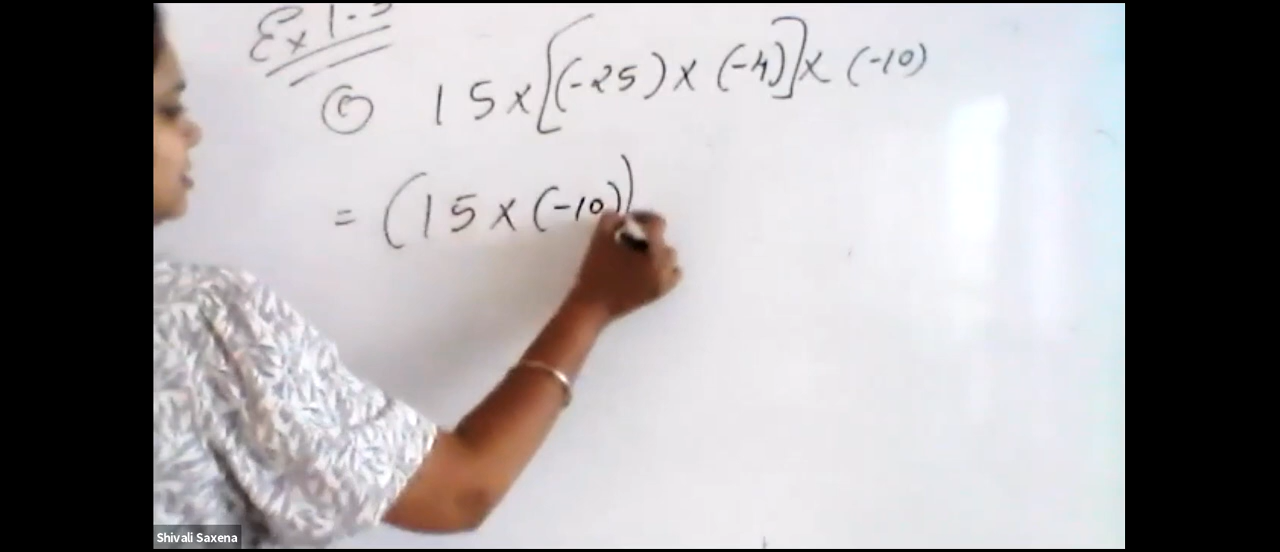 Ex 1.3
15 × [(-25) × (-4)] × (-10)
= (15 × (-10))
Shivali Saxena